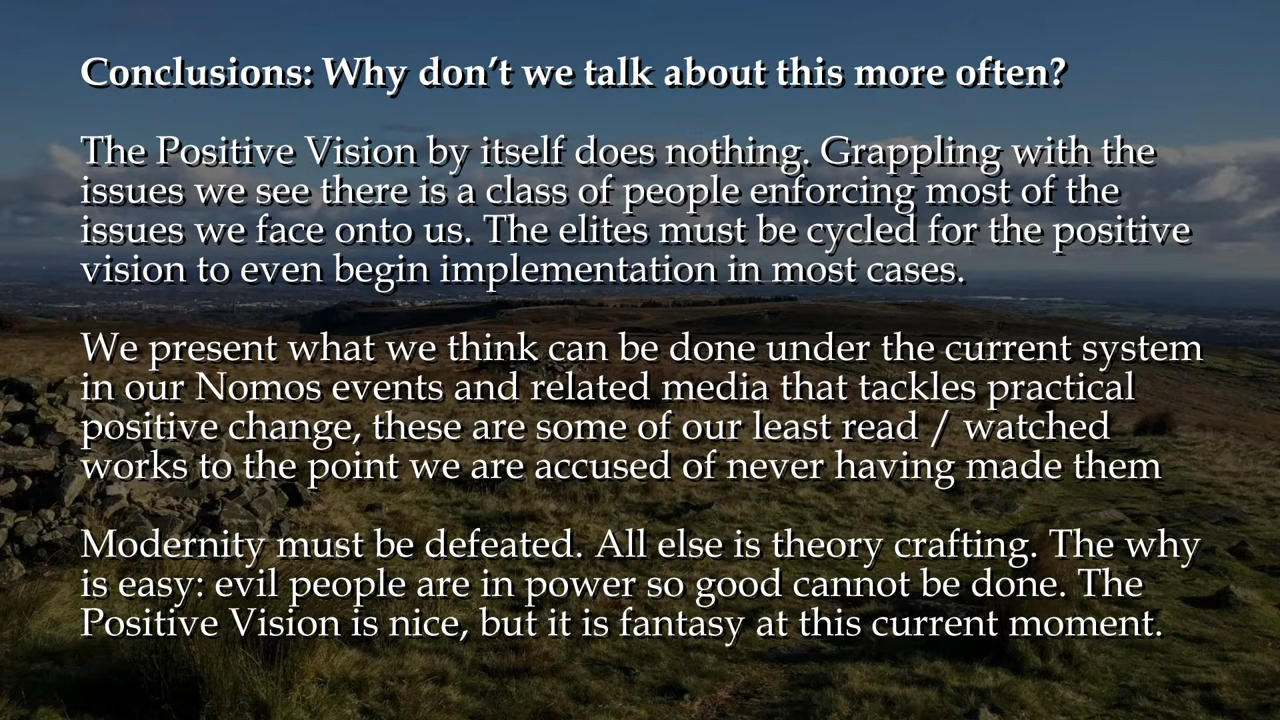 Conclusions: Why don’t we talk about this more often?
The Positive Vision by itself does nothing. Grappling with the
issues we see there is a class of people enforcing most of the
issues we face onto us. The elites must be cycled for the positive
vision to even begin implementation in most cases.
We present what we think can be done under the current system
in our Nomos events and related media that tackles practical
positive change, these are some of our least read / watched
works to the point we are accused of never having made them
Modernity must be defeated. All else is theory crafting. The why
is easy: evil people are in power so good cannot be done. The
Positive Vision is nice, but it is fantasy at this current moment.